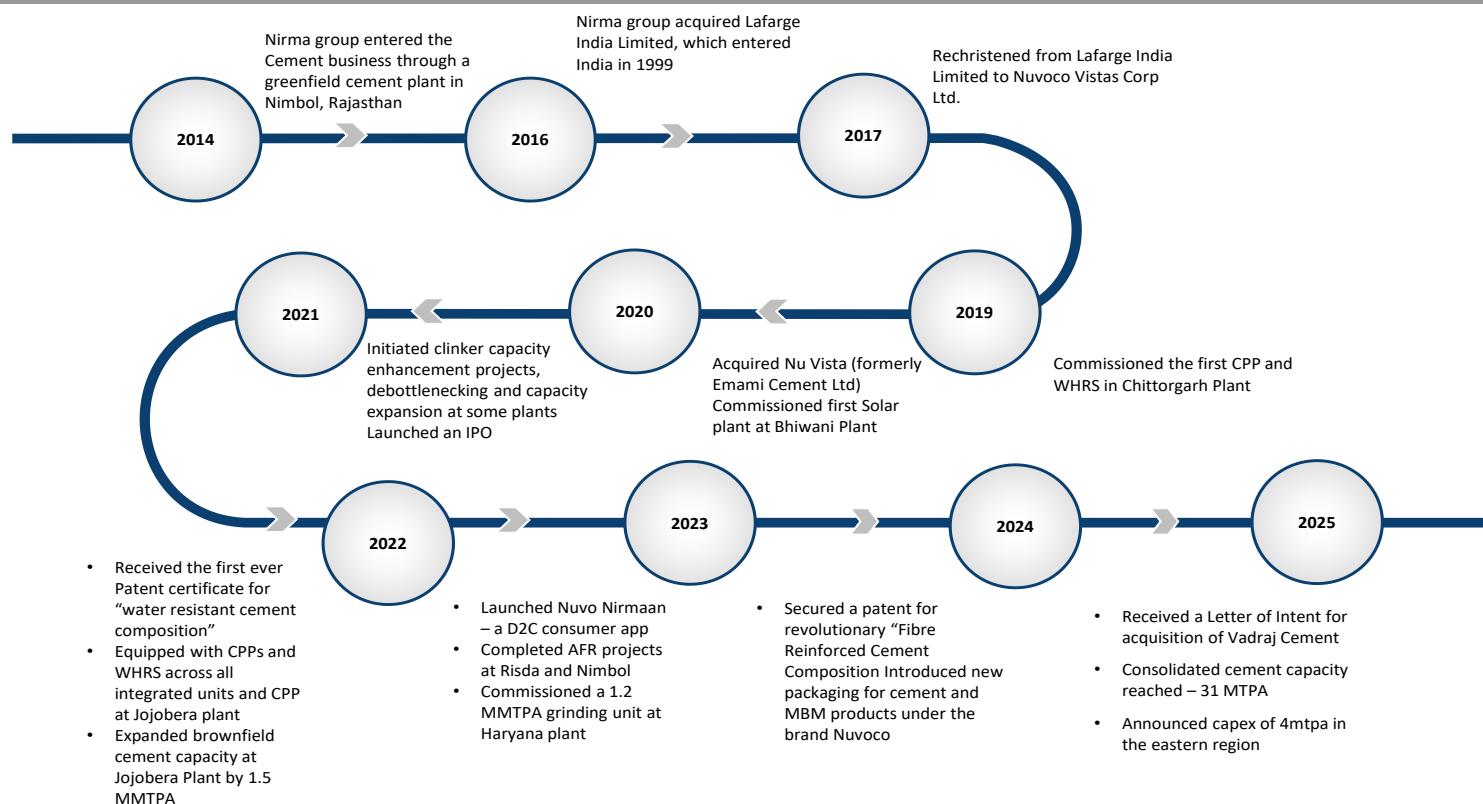 2014
Nirma group entered the
Cement business through a
greenfield cement plant in
Nimbol, Rajasthan
2016
Nirma group acquired Lafarge
India Limited, which entered
India in 1999
2017
Rechristened from Lafarge India
Limited to Nuvoco Vistas Corp
Ltd.
2019
Commissioned the first CPP and
WHRS in Chittorgarh Plant
2020
Acquired Nu Vista (formerly
Emami Cement Ltd)
Commissioned first Solar
plant at Bhiwani Plant
2021
Initiated clinker capacity
enhancement projects,
debottlenecking and capacity
expansion at some plants
Launched an IPO
2022
• Received the first ever
Patent certificate for
“water resistant cement
composition”
• Equipped with CPPs and
WHRS across all
integrated units and CPP
at Jojobera plant
• Expanded brownfield
cement capacity at
Jojobera Plant by 1.5
MMTPA
2023
• Launched Nuvo Nirmaan
– a D2C consumer app
• Completed AFR projects
at Risda and Nimbol
• Commissioned a 1.2
MMTPA grinding unit at
Haryana plant
2024
• Secured a patent for
revolutionary “Fibre
Reinforced Cement
Composition Introduced new
packaging for cement and
MBM products under the
brand Nuvoco
2025
• Received a Letter of Intent for
acquisition of Vadraj Cement
• Consolidated cement capacity
reached – 31 MTPA
• Announced capex of 4mtpa in
the eastern region